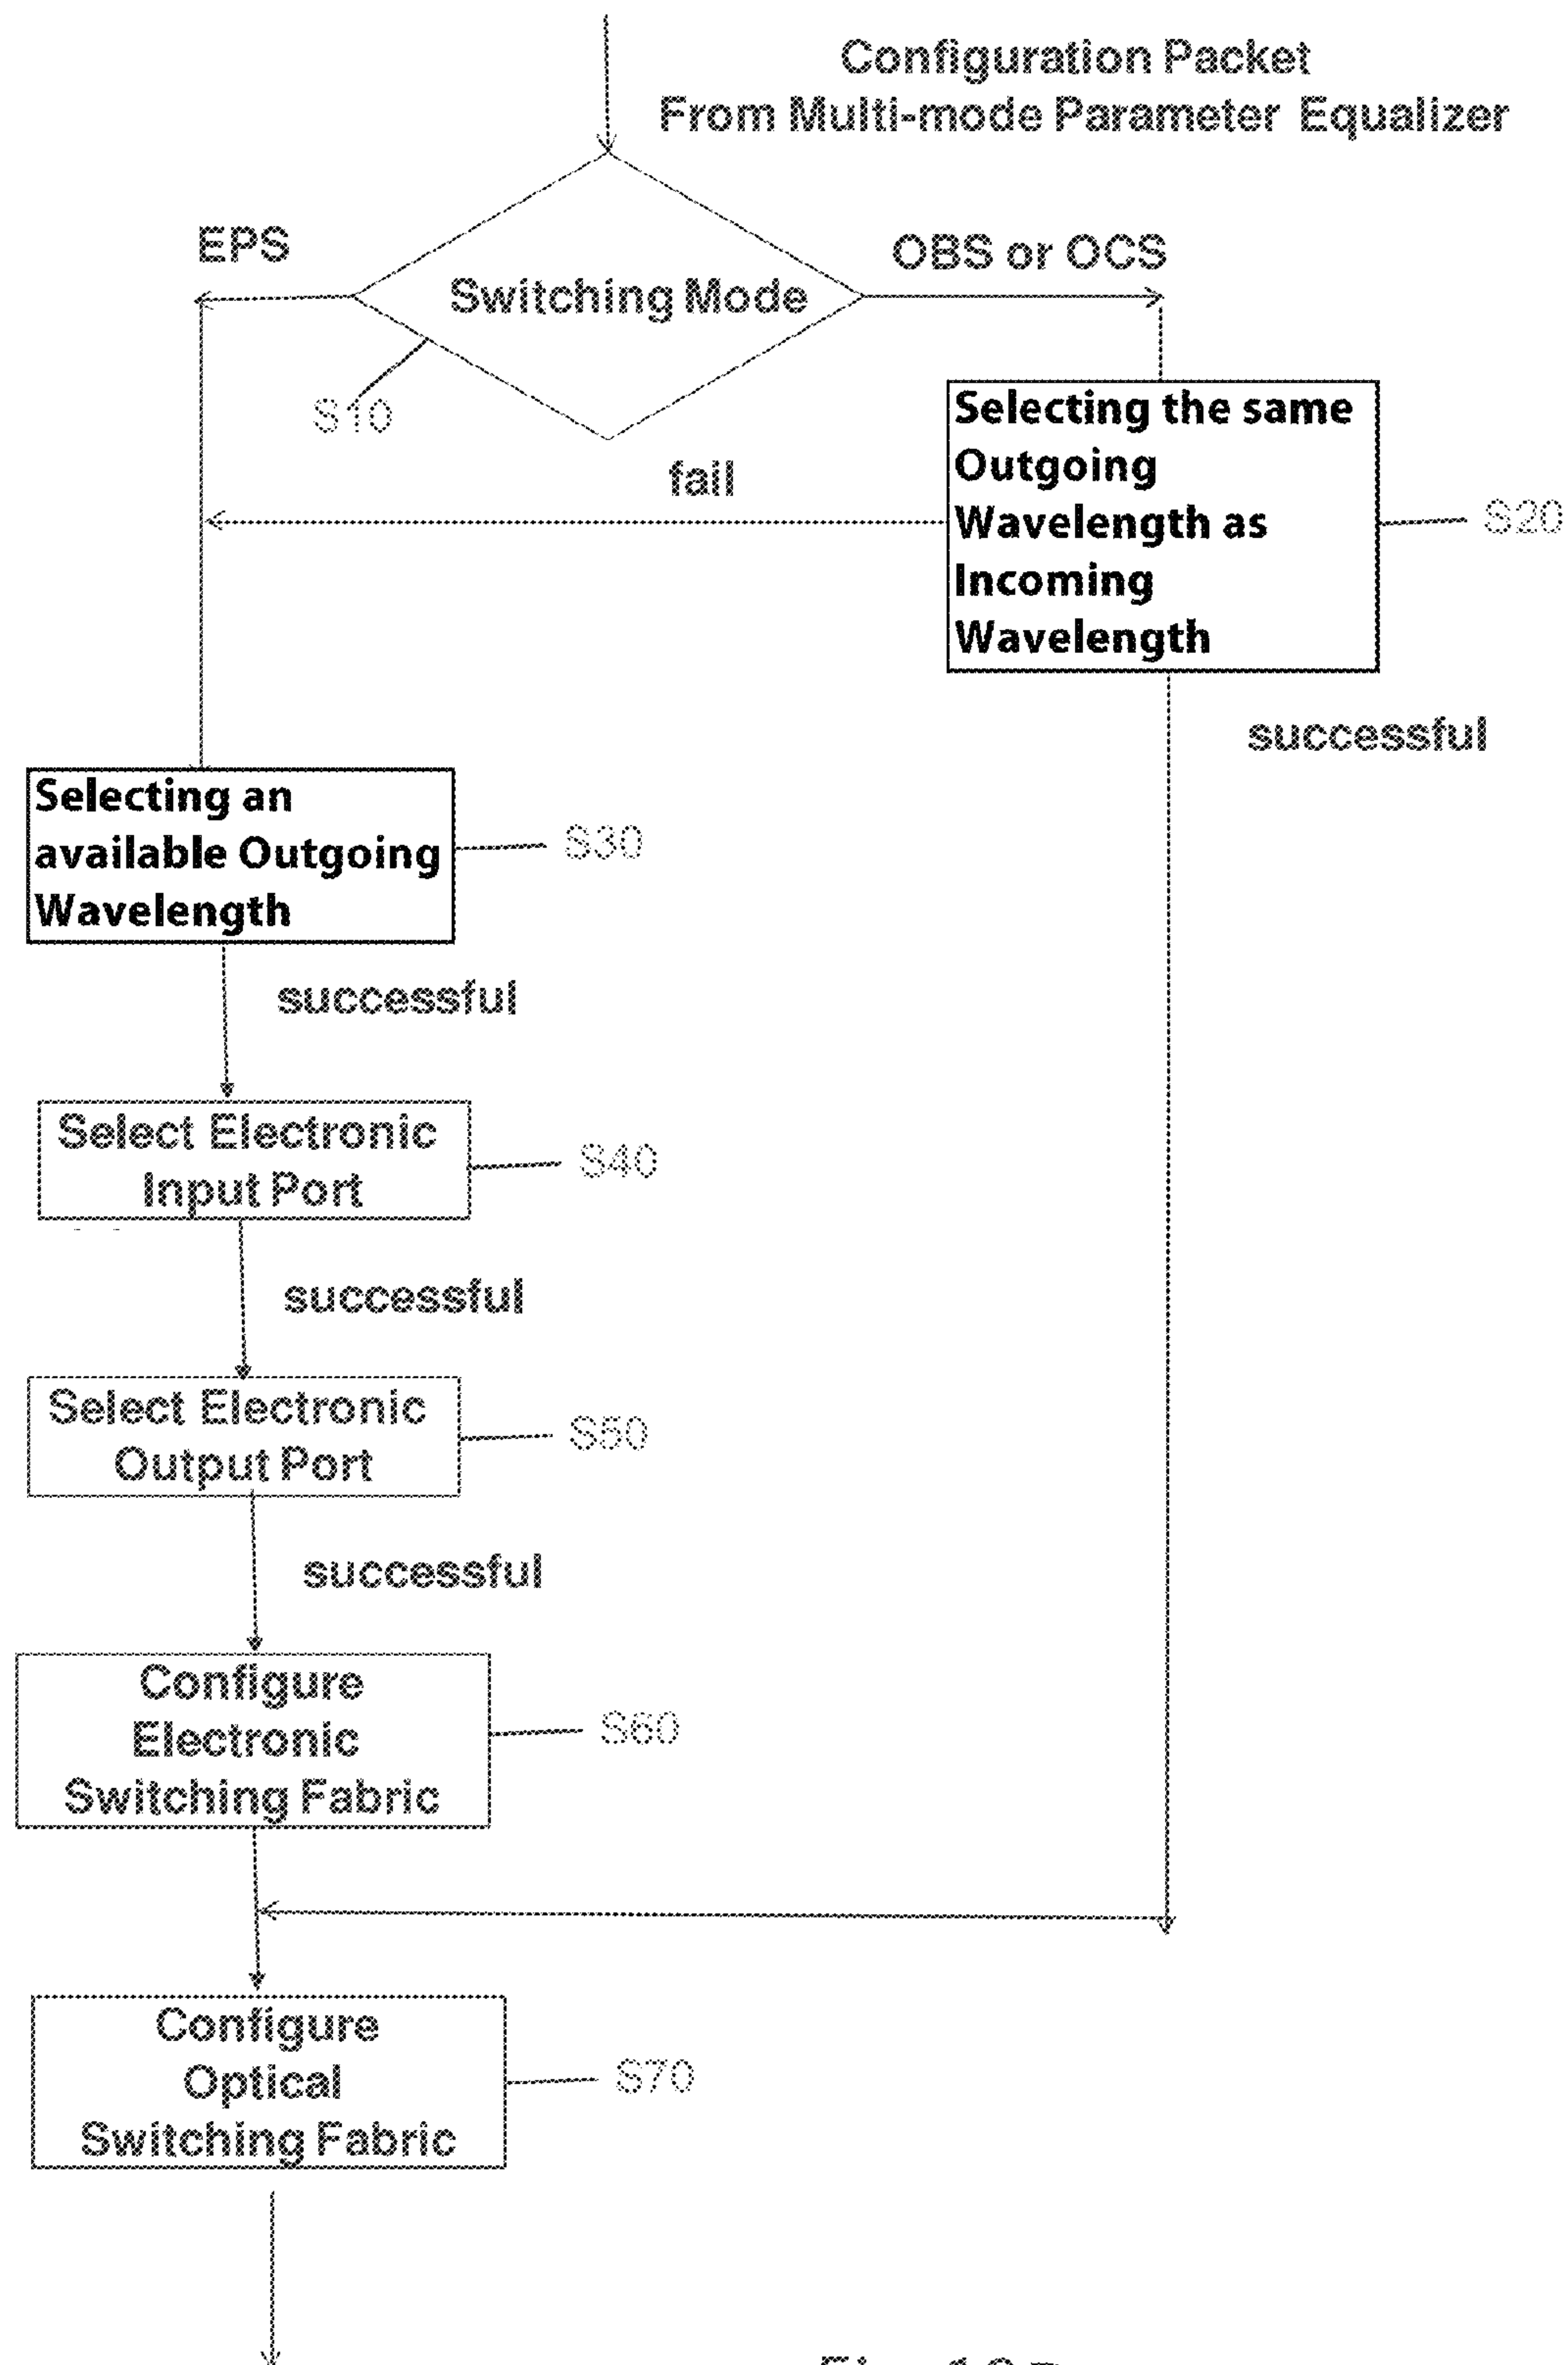 Configuration Packet
From Multi-mode Parameter Equalizer
EPS
OBS or OCS
Switching Mode
S10
Selecting the same
Outgoing
Wavelength as
Incoming
Wavelength
S20
fail
successful
Selecting an
available Outgoing
Wavelength
S30
successful
Select Electronic
Input Port
S40
successful
Select Electronic
Output Port
S50
successful
Configure
Electronic
Switching Fabric
S60
Configure
Optical
Switching Fabric
S70